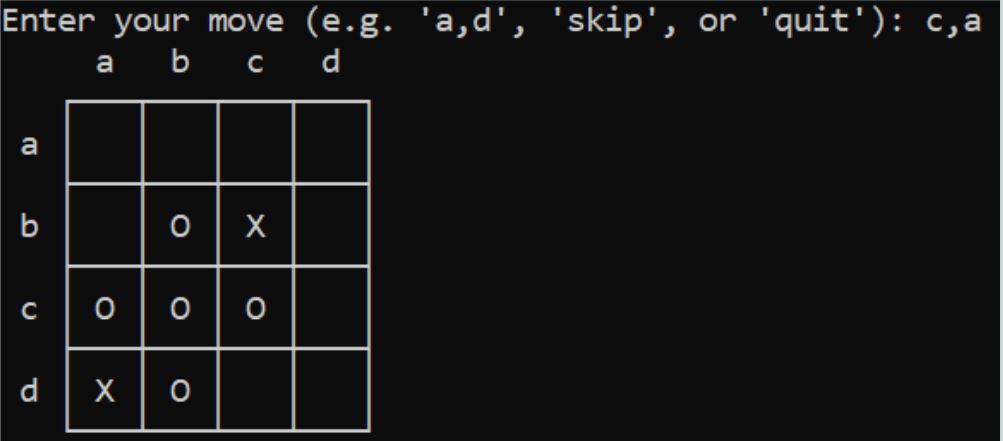 Enter your move (e.g. 'a,d', 'skip', or 'quit'): c,a
a b c d
a
b O X
c O O O
d X O